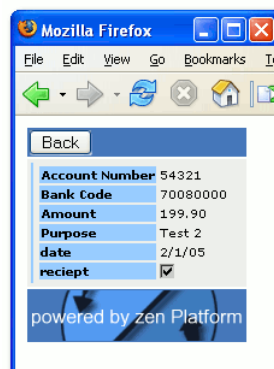 Mozilla Firefox
File Edit View Go Bookmarks
Back
Account Number 54321
Bank Code 70080000
Amount 199.90
Purpose Test 2
date 2/1/05
reciept
powered by zen Platform